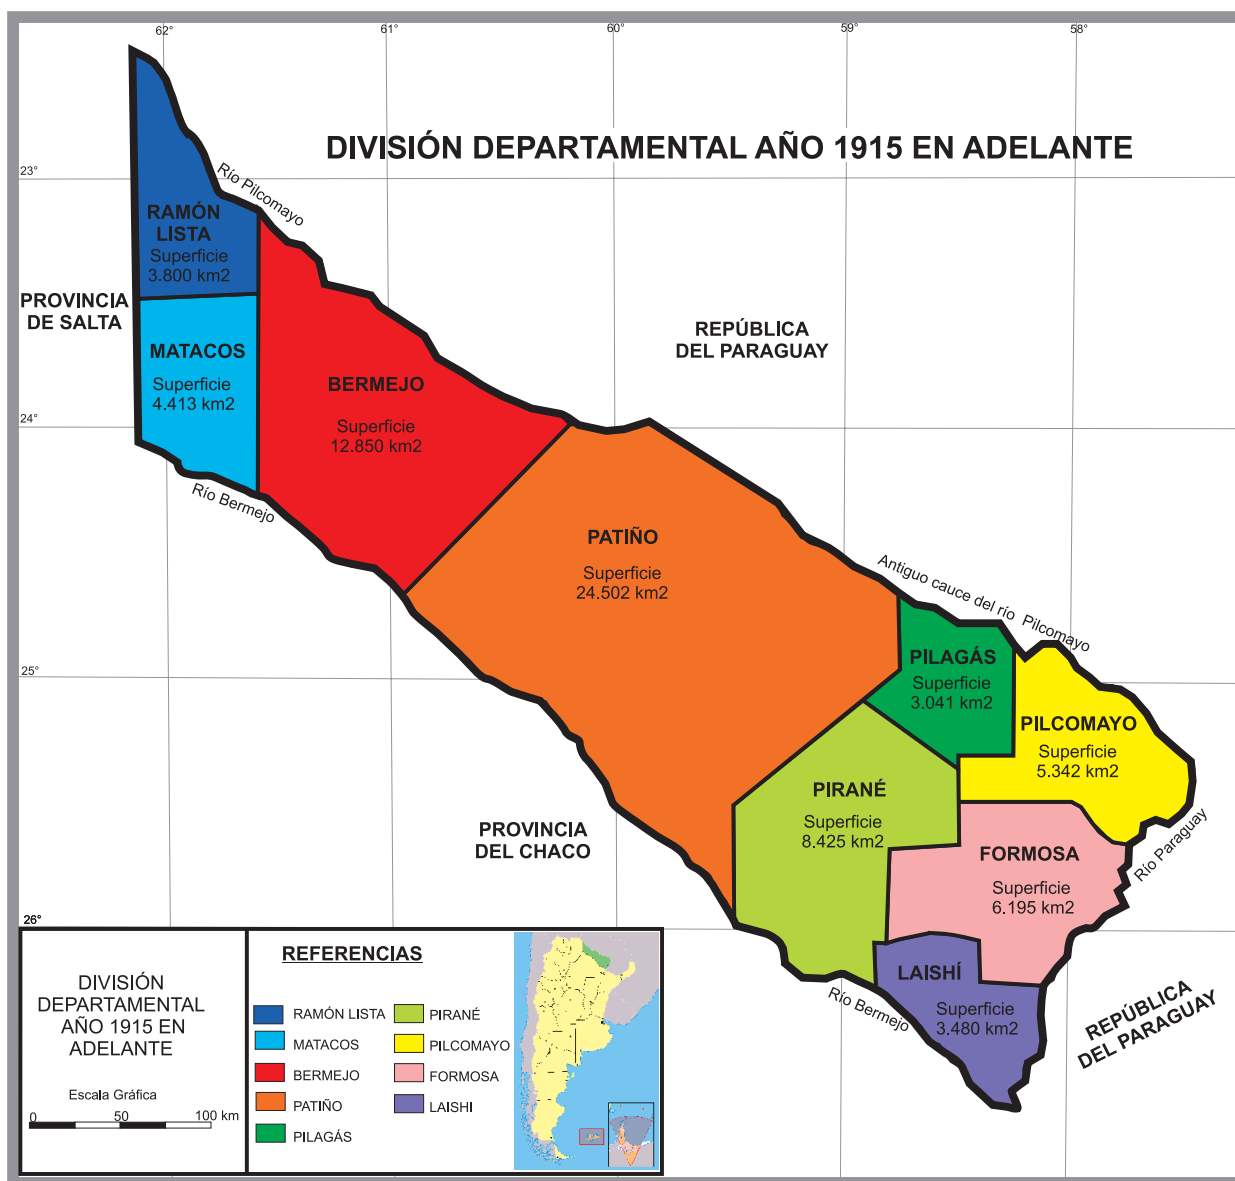 62°
61°
60°
59°
58°
DIVISIÓN DEPARTAMENTAL AÑO 1915 EN ADELANTE
23°
Río Pilcomayo
RAMÓN
LISTA
Superficie
3.800 km2
PROVINCIA
DE SALTA
REPÚBLICA
DEL PARAGUAY
MATACOS
Superficie
4.413 km2
BERMEJO
Superficie
12.850 km2
24°
Río Bermejo
PATIÑO
Superficie
24.502 km2
Antiguo cauce del río Pilcomayo
25°
PILAGÁS
Superficie
3.041 km2
PILCOMAYO
Superficie
5.342 km2
PIRANÉ
Superficie
8.425 km2
PROVINCIA
DEL CHACO
Río Paraguay
FORMOSA
Superficie
6.195 km2
26°
LAISHÍ
Superficie
3.480 km2
Río Bermejo
REPÚBLICA
DEL PARAGUAY
DIVISIÓN
DEPARTAMENTAL
AÑO 1915 EN
ADELANTE
Escala Gráfica
0 50 100 km
REFERENCIAS
RAMÓN LISTA
MATACOS
BERMEJO
PATIÑO
PILAGÁS
PIRANÉ
PILCOMAYO
FORMOSA
LAISHI